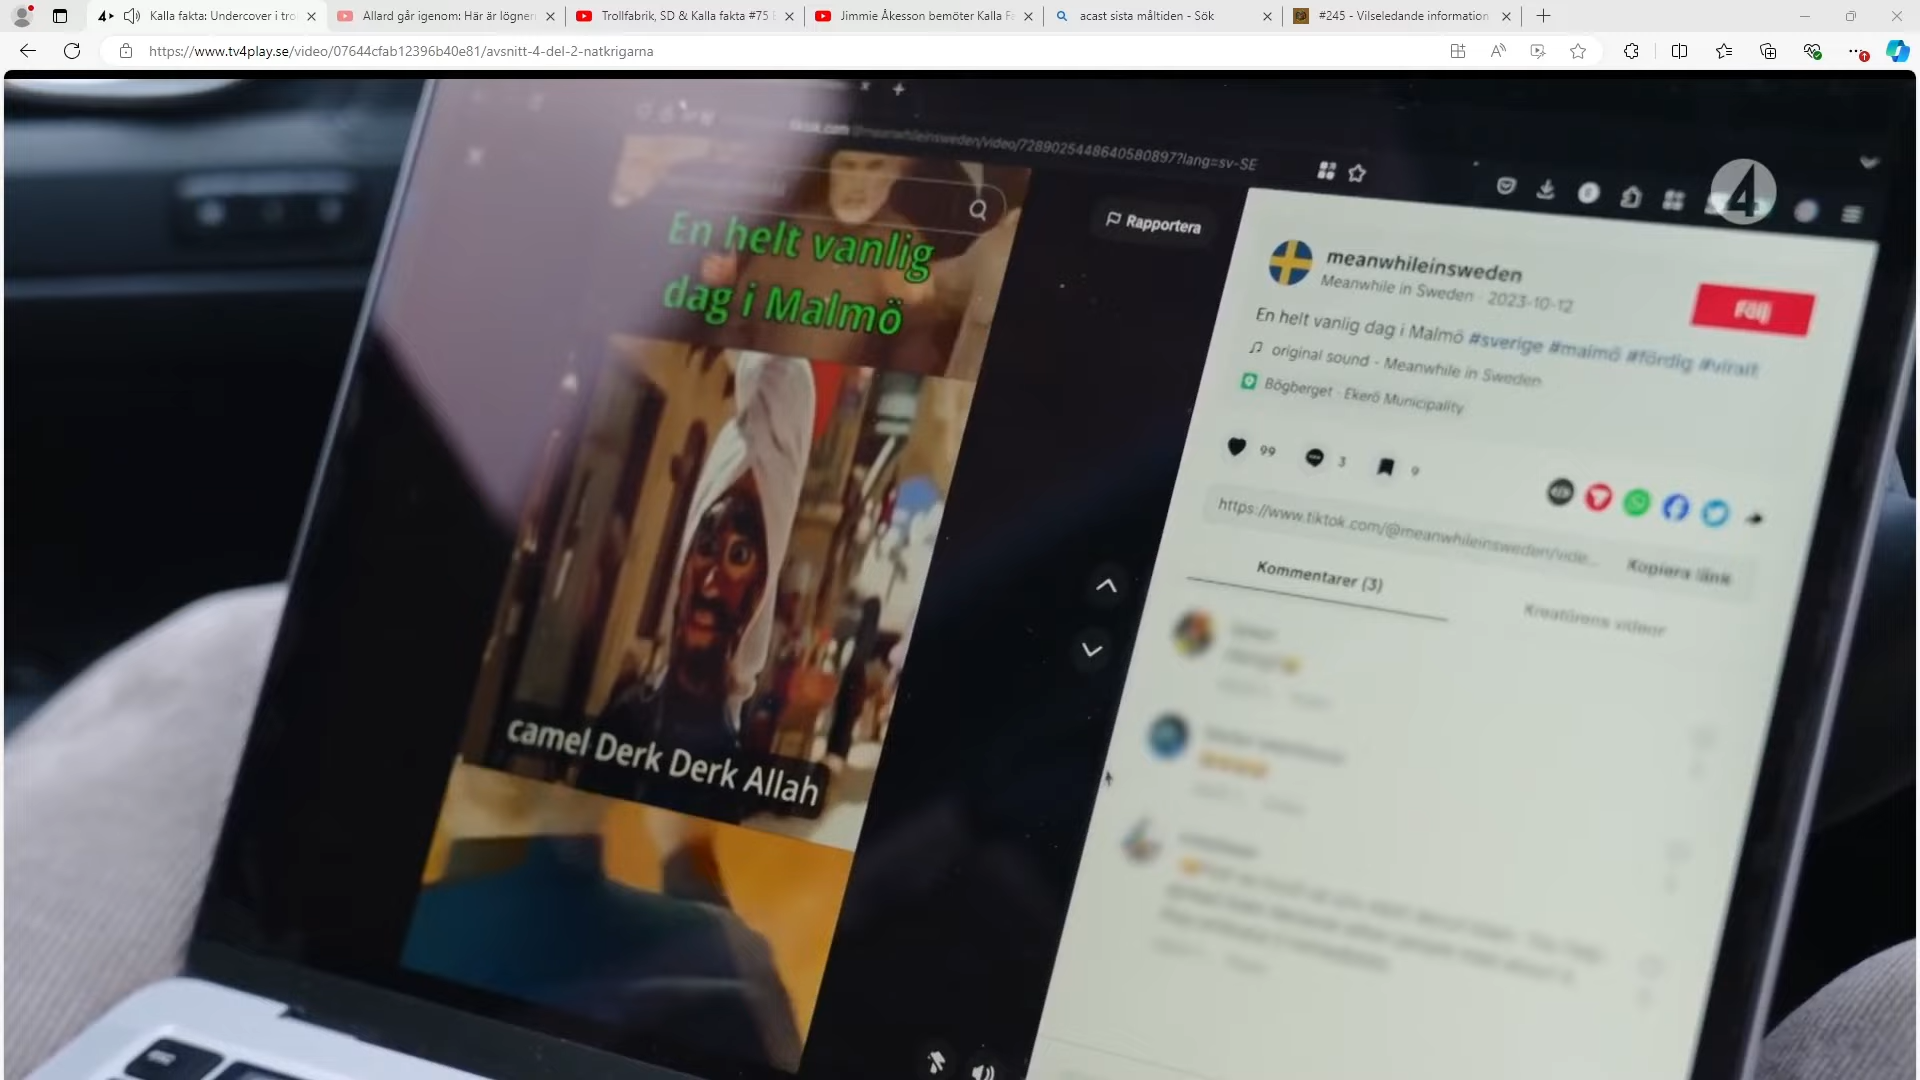 Kalla fakta: Undercover i tro
Allard går igenom: Här är lögner
Trollfabrik, SD & Kalla fakta #75
Jimmie Åkesson bemöter Kalla Fa
acast sista måltiden - Sök
#245 - Vilseledande information
https://www.tv4play.se/video/07644cfab12396b40e81/avsnitt-4-del-2-natkrigarna
tiktok.com/@meanwhileinsweden/video/7289025448640580897?lang=sv-SE
4
En helt vanlig
dag i Malmö
camel Derk Derk Allah
Rapportera
meanwhileinsweden
Meanwhile in Sweden · 2023-10-12
Följ
En helt vanlig dag i Malmö #sverige #malmö #fördig #viralt
original sound - Meanwhile in Sweden
Bögberget · Ekerö Municipality
99
3
9
https://www.tiktok.com/@meanwhileinsweden/vide...
Kopiera länk
Kommentarer (3)
Kreatörens videor
esc